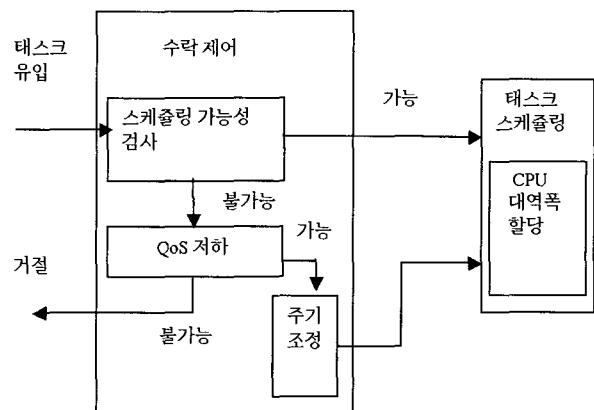 태스크
유입
수락 제어
스케쥴링 가능성
검사
가능
태스크
스케쥴링
CPU
대역폭
할당
불가능
QoS 저하
가능
거절
불가능
주기
조정